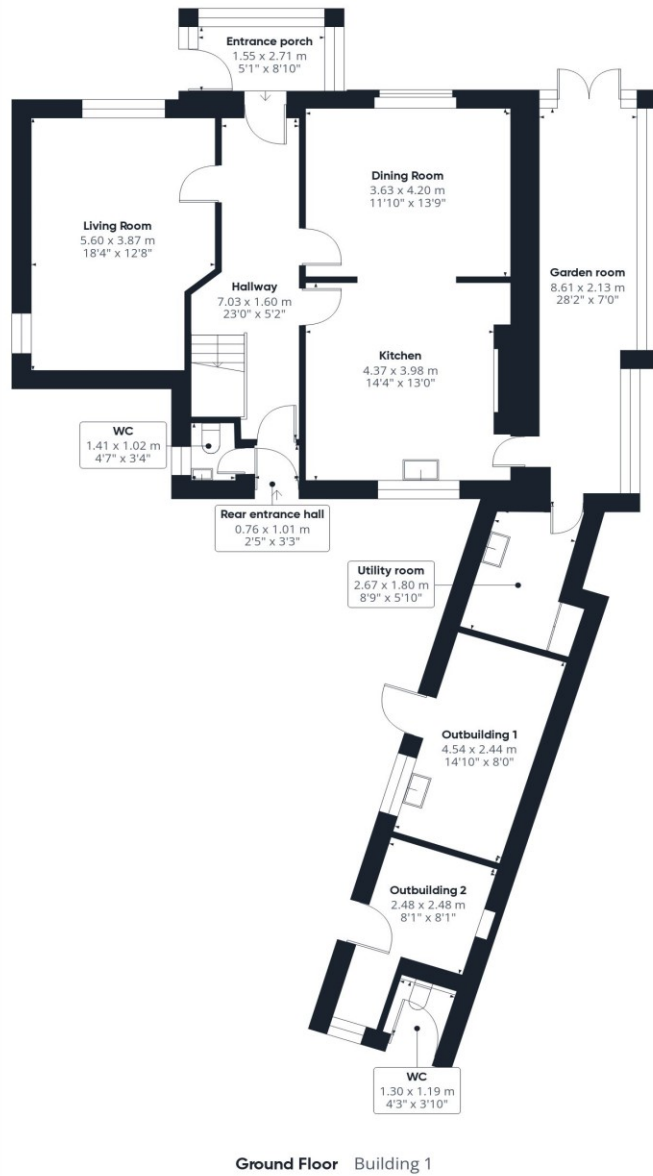 Entrance porch
1.55 x 2.71 m
5'1" x 8'10"
Dining Room
3.63 x 4.20 m
11'10" x 13'9"
Living Room
5.60 x 3.87 m
18'4" x 12'8"
Garden room
8.61 x 2.13 m
28'2" x 7'0"
Hallway
7.03 x 1.60 m
23'0" x 5'2"
Kitchen
4.37 x 3.98 m
14'4" x 13'0"
WC
1.41 x 1.02 m
4'7" x 3'4"
Rear entrance hall
0.76 x 1.01 m
2'5" x 3'3"
Utility room
2.67 x 1.80 m
8'9" x 5'10"
Outbuilding 1
4.54 x 2.44 m
14'10" x 8'0"
Outbuilding 2
2.48 x 2.48 m
8'1" x 8'1"
WC
1.30 x 1.19 m
4'3" x 3'10"
Ground Floor Building 1